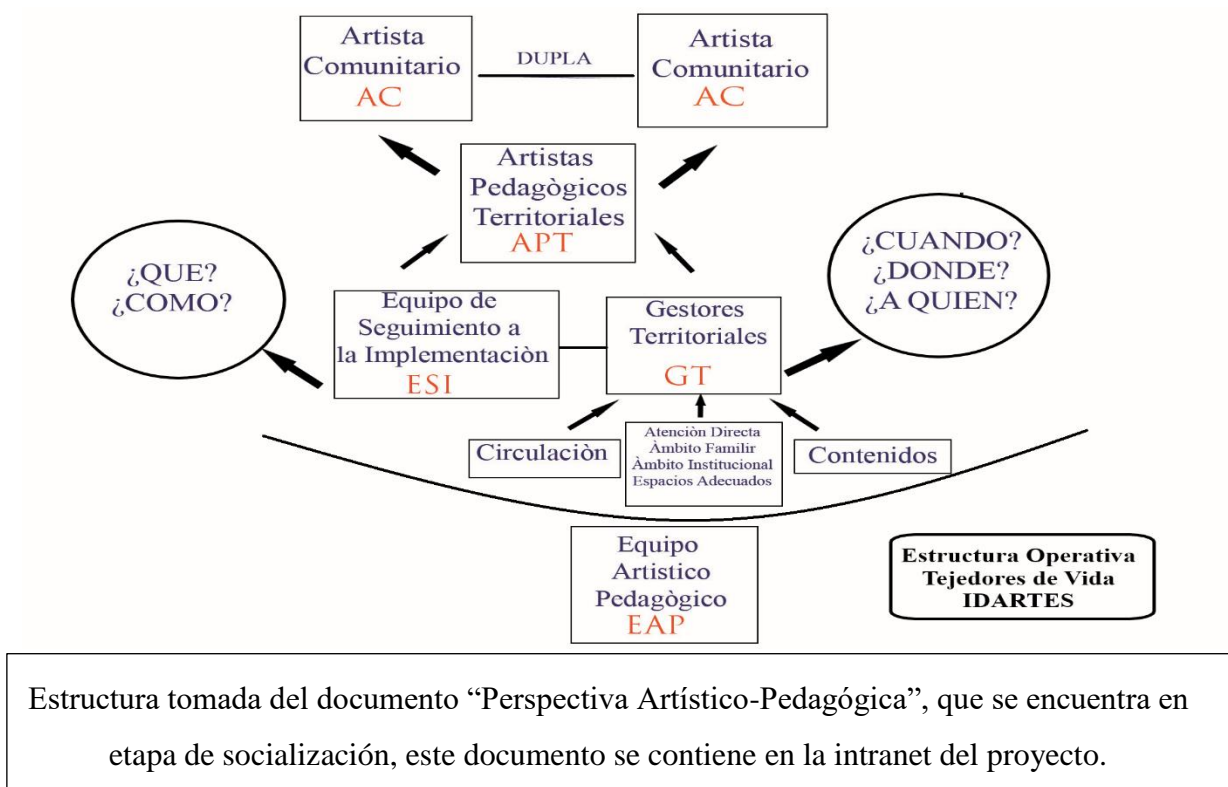 Artista
Comunitario
AC
DUPLA
Artista
Comunitario
AC
Artistas
Pedagògicos
Territoriales
APT
¿QUE?
¿COMO?
¿CUANDO?
¿DONDE?
¿A QUIEN?
Equipo de
Seguimiento a
la Implementaciòn
ESI
Gestores
Territoriales
GT
Circulaciòn
Atenciòn Directa
Àmbito Familir
Àmbito Institucional
Espacios Adecuados
Contenidos
Equipo
Artistico
Pedagògico
EAP
Estructura Operativa
Tejedores de Vida
IDARTES
Estructura tomada del documento “Perspectiva Artístico-Pedagógica”, que se encuentra en
etapa de socialización, este documento se contiene en la intranet del proyecto.